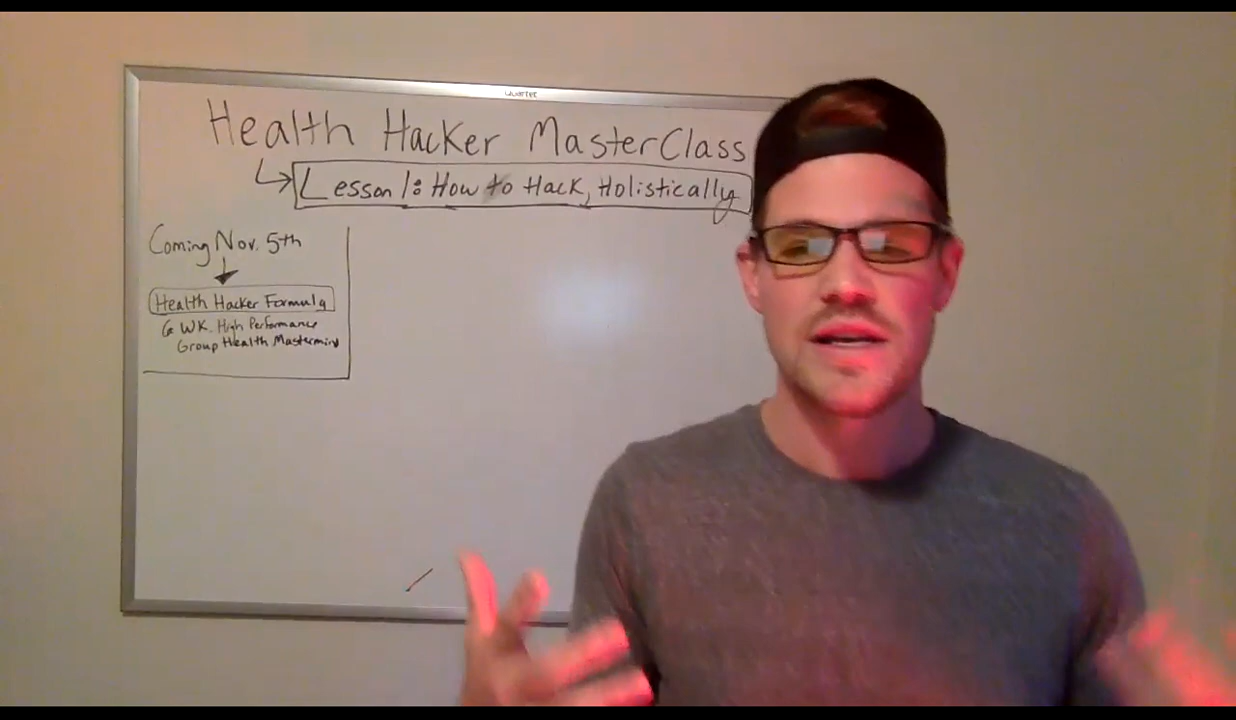 Quartet
Health Hacker MasterClass
Lesson 1: How to Hack, Holistically
Coming Nov. 5th
Health Hacker Formula
6 WK. High Performance
Group Health Mastermind